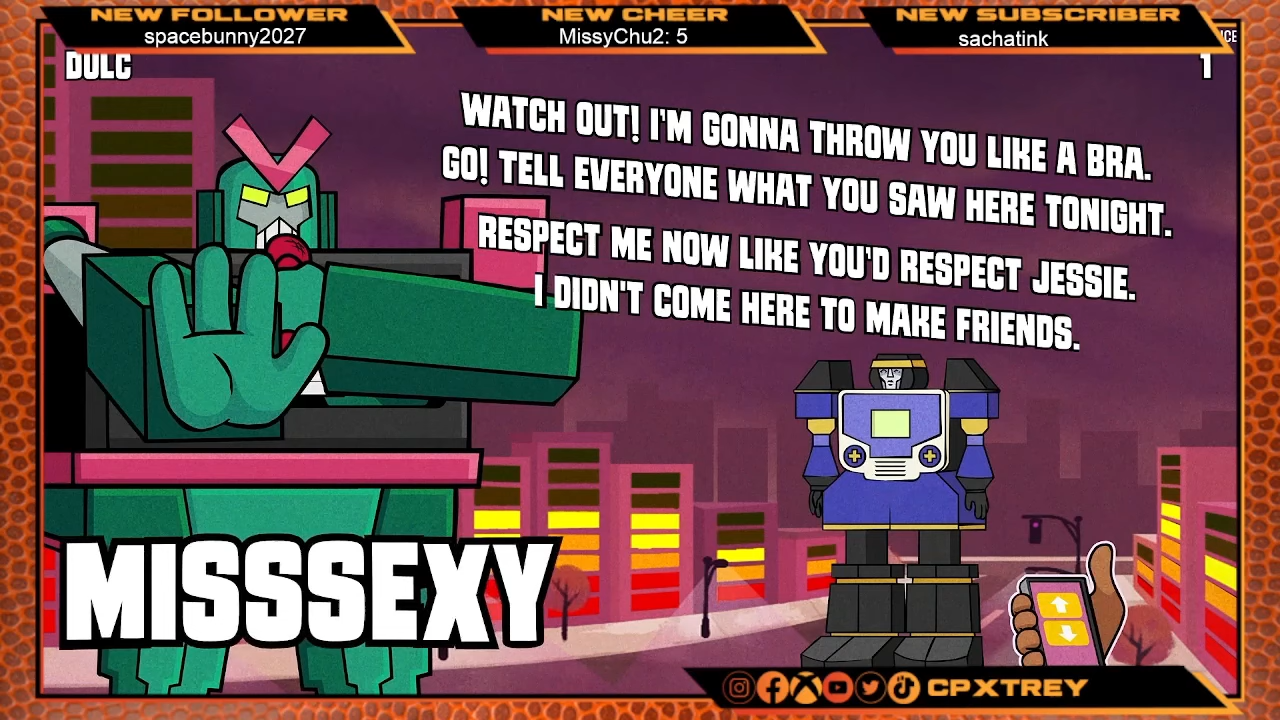 NEW FOLLOWER
spacebunny2027
NEW CHEER
MissyChu2: 5
NEW SUBSCRIBER
sachatink
DULC
1
WATCH OUT! I'M GONNA THROW YOU LIKE A BRA.
GO! TELL EVERYONE WHAT YOU SAW HERE TONIGHT.
RESPECT ME NOW LIKE YOU'D RESPECT JESSIE.
I DIDN'T COME HERE TO MAKE FRIENDS.
MISSSEXY
CPXTREY